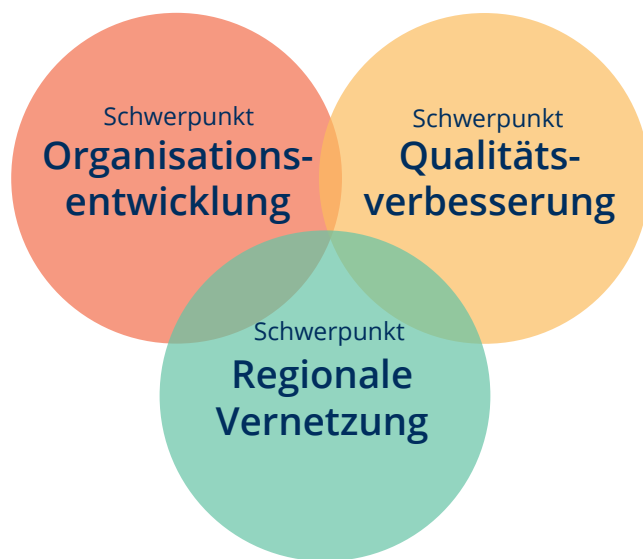 Schwerpunkt
Organisations-
entwicklung
Schwerpunkt
Qualitäts-
verbesserung
Schwerpunkt
Regionale
Vernetzung